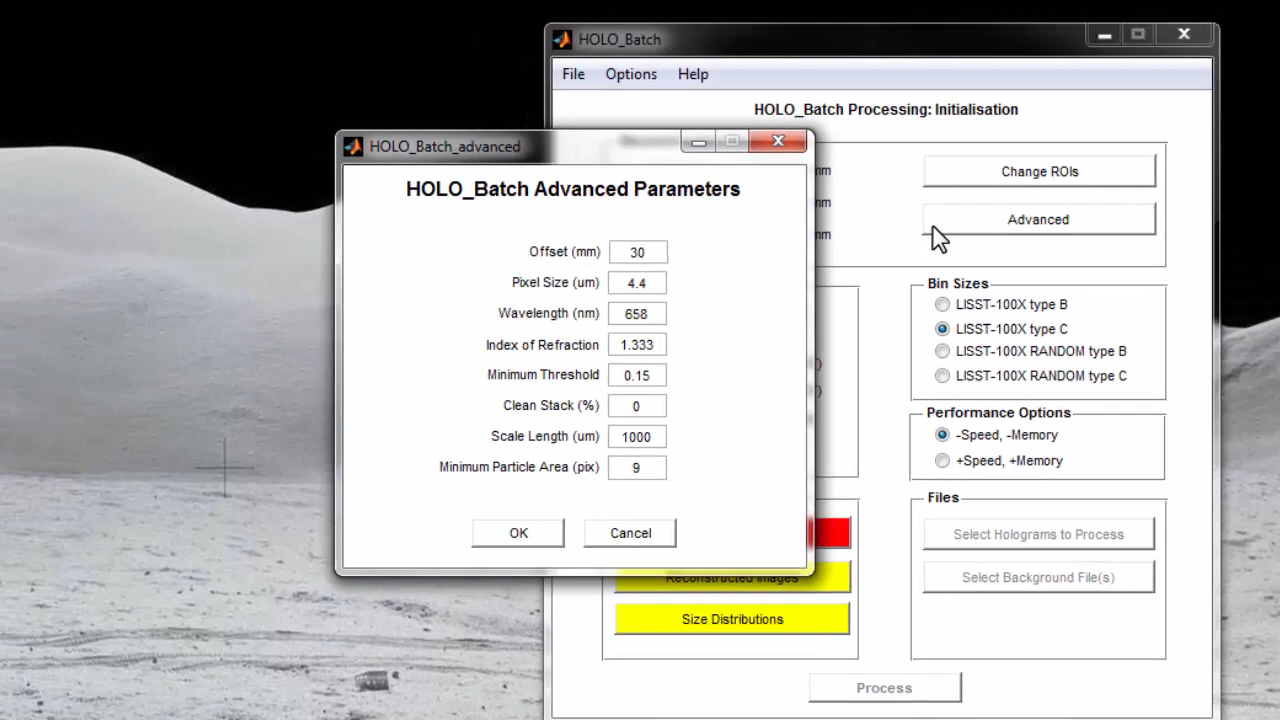 HOLO_Batch
File Options Help
HOLO_Batch Processing: Initialisation
HOLO_Batch_advanced
HOLO_Batch Advanced Parameters
Offset (mm) 30
Pixel Size (um) 4.4
Wavelength (nm) 658
Index of Refraction 1.333
Minimum Threshold 0.15
Clean Stack (%) 0
Scale Length (um) 1000
Minimum Particle Area (pix) 9
OK Cancel
mm
mm
mm
Change ROIs
Advanced
Bin Sizes
LISST-100X type B
LISST-100X type C
LISST-100X RANDOM type B
LISST-100X RANDOM type C
Performance Options
-Speed, -Memory
+Speed, +Memory
Files
Select Holograms to Process
Select Background File(s)
Reconstructed Images
Size Distributions
Process